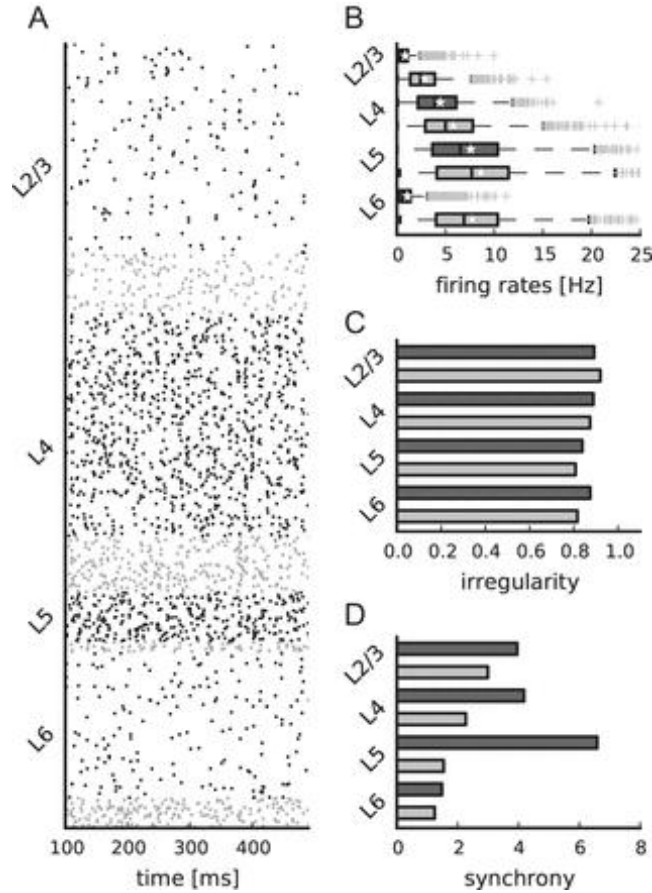 A
L2/3
L4
L5
L6
100 200 300 400
time [ms]
B
L2/3
L4
L5
L6
0 5 10 15 20 25
firing rates [Hz]
C
L2/3
L4
L5
L6
0.0 0.2 0.4 0.6 0.8 1.0
irregularity
D
L2/3
L4
L5
L6
0 2 4 6 8
synchrony